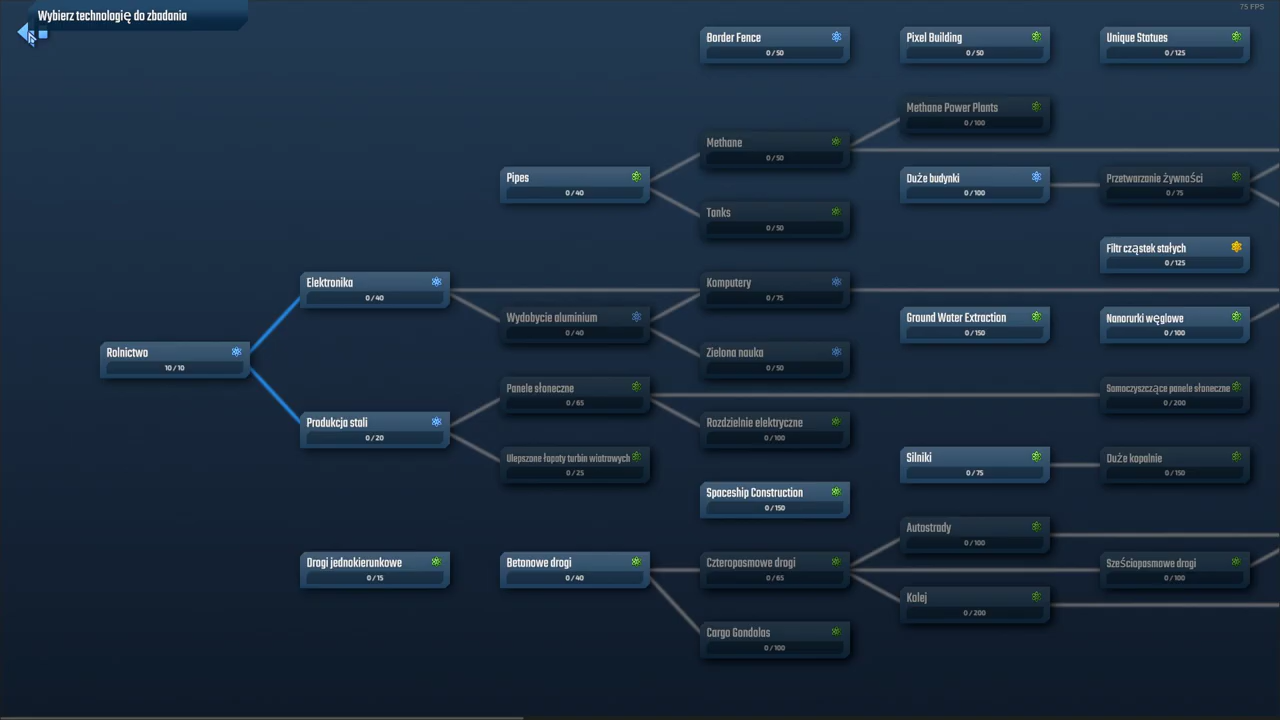 Wybierz technologię do zbadania
75 FPS
Border Fence
0/50
Pixel Building
0/50
Unique Statues
0/125
Methane Power Plants
0/100
Methane
0/50
Pipes
0/40
Duże budynki
0/100
Przetwarzanie żywności
0/75
Tanks
0/50
Filtr cząstek stałych
0/125
Elektronika
0/40
Komputery
0/75
Wydobycie aluminium
0/40
Ground Water Extraction
0/150
Nanorurki węglowe
0/100
Rolnictwo
10/10
Zielona nauka
0/50
Panele słoneczne
0/65
Samoczyszczące panele słoneczne
0/200
Produkcja stali
0/20
Rozdzielnie elektryczne
0/100
Ulepszone łopaty turbin wiatrowych
0/25
Silniki
0/75
Duże kopalnie
0/150
Spaceship Construction
0/150
Autostrady
0/100
Drogi jednokierunkowe
0/15
Betonowe drogi
0/40
Czteropasmowe drogi
0/65
Sześciopasmowe drogi
0/100
Kolej
0/200
Cargo Gondolas
0/100